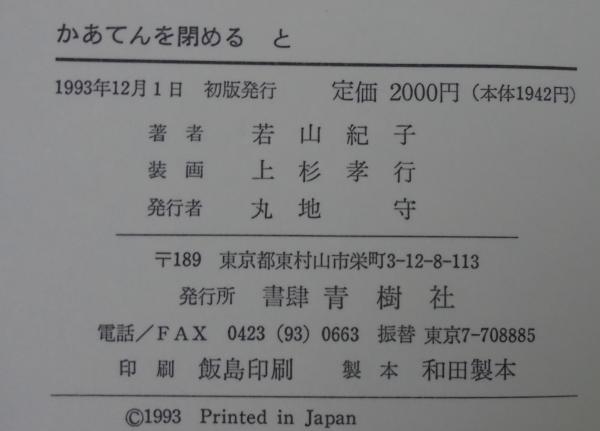 かあてんを閉める　と
1993年12月1日　初版発行　定価 2000円（本体1942円）
著者　若山紀子
装画　上杉孝行
発行者　丸地　守
〒189　東京都東村山市栄町3-12-8-113
発行所　書肆 青樹社
電話／FAX　0423（93）0663　振替 東京7-708885
印刷　飯島印刷　製本　和田製本
©1993　Printed in Japan